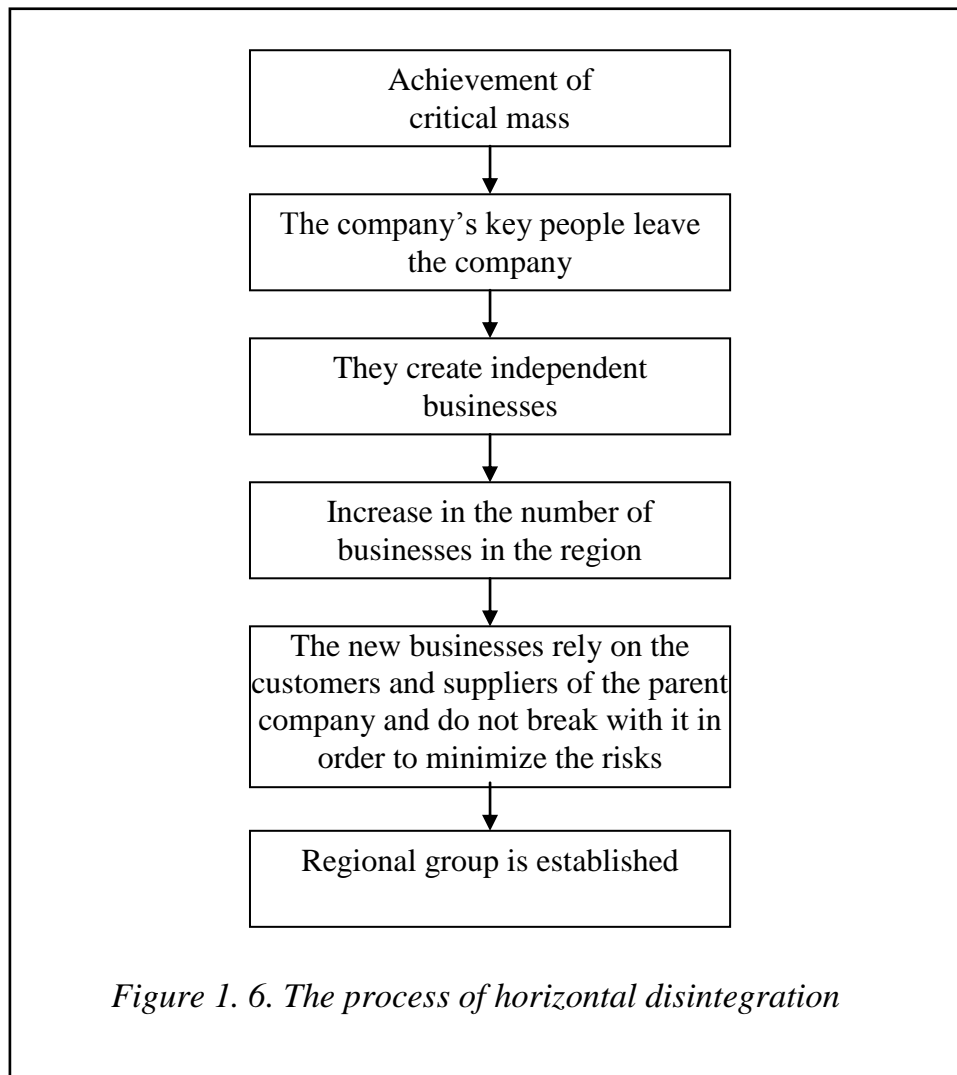 Achievement of
critical mass
The company’s key people leave
the company
They create independent
businesses
Increase in the number of
businesses in the region
The new businesses rely on the
customers and suppliers of the parent
company and do not break with it in
order to minimize the risks
Regional group is established
Figure 1. 6. The process of horizontal disintegration